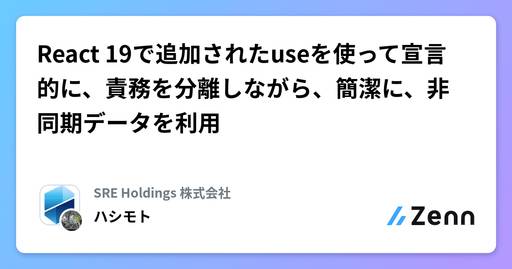 React 19で追加されたuseを使って宣言
的に、責務を分離しながら、簡潔に、非
同期データを利用
SRE Holdings 株式会社
ハシモト
Zenn